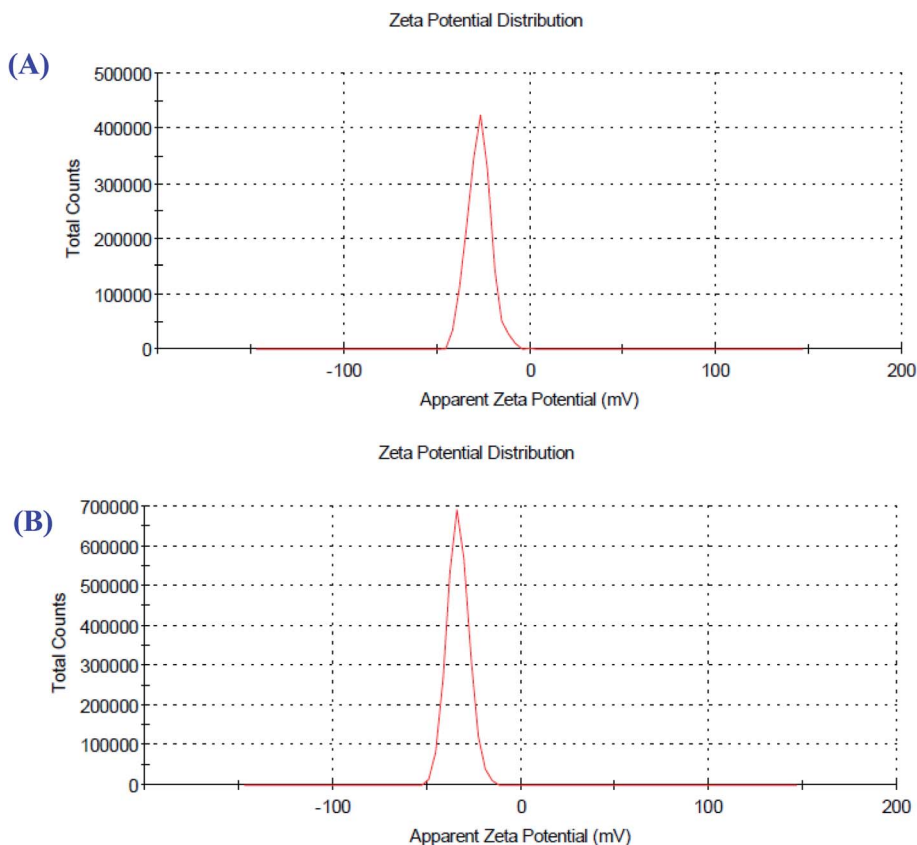 Zeta Potential Distribution
(A)
500000
400000
300000
200000
100000
0
Total Counts
-100 0 100 200
Apparent Zeta Potential (mV)
Zeta Potential Distribution
(B)
700000
600000
500000
400000
300000
200000
100000
0
Total Counts
-100 0 100 200
Apparent Zeta Potential (mV)